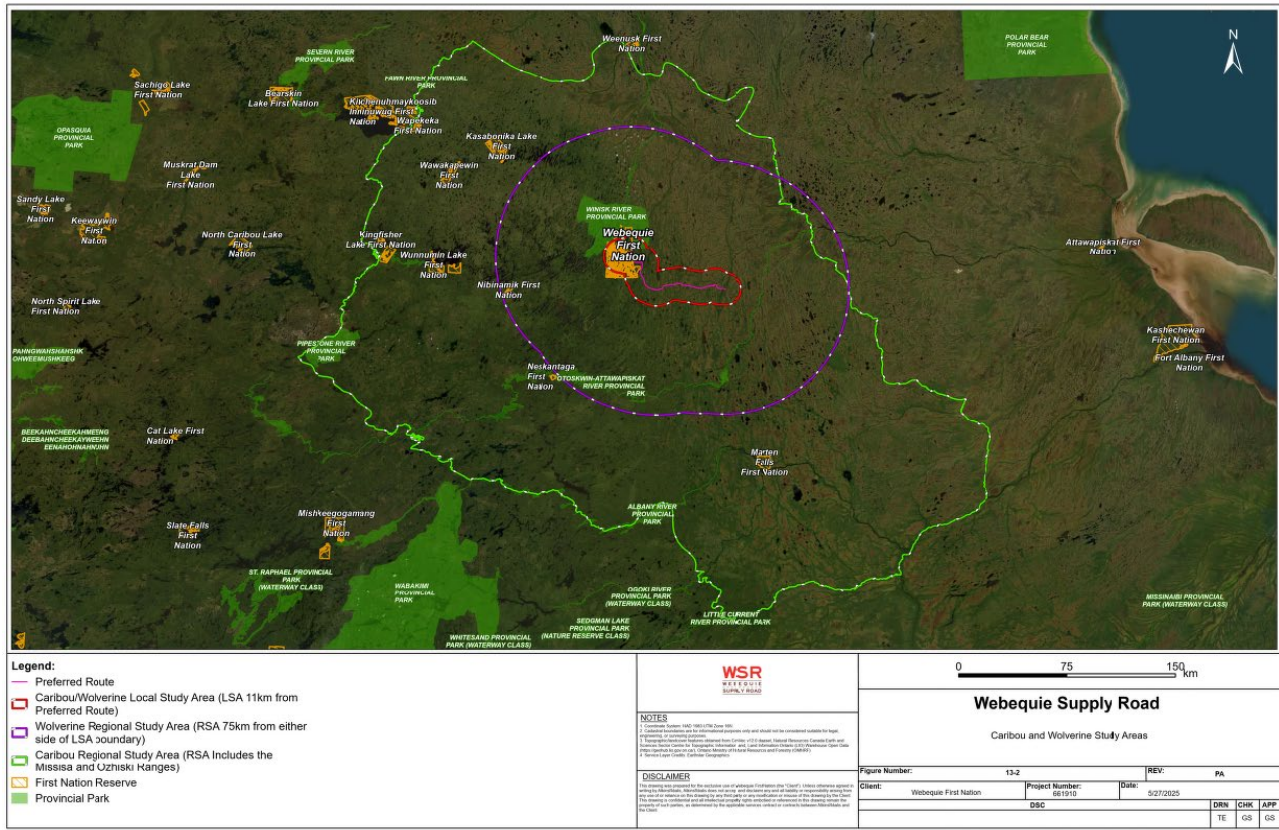 Weenusk First
Nation
POLAR BEAR
PROVINCIAL
PARK
N
SEVERN RIVER
PROVINCIAL PARK
FAWN RIVER PROVINCIAL
PARK
Sachigo Lake
First Nation
Bearskin
Lake First Nation
Kitchenuhmaykoosib
Inninuwug First
Nation
Wapekeka
First Nation
OPASQUIA
PROVINCIAL
PARK
Kasabonika Lake
First
Nation
Muskrat Dam
Lake
First Nation
Wawakapewin
First
Nation
Sandy Lake
First
Nation
Keewaywin
First
Nation
WINISK RIVER
PROVINCIAL PARK
Webequie
First
Nation
North Caribou Lake
First
Nation
Kingfisher
Lake First Nation
Wunnumin Lake
First
Nation
Attawapiskat First
Nation
Nibinamik First
Nation
North Spirit Lake
First Nation
Kashechewan
First Nation
Fort Albany First
Nation
PIPESTONE RIVER
PROVINCIAL
PARK
PAHNGWAHSHAHSHK
OHWEEMUSHKEEG
Neskantaga
First
Nation
OTOSKWIN-ATTAWAPISKAT
RIVER PROVINCIAL
PARK
BEEKAHNCHEEKAHMEENG
DEEBAHNCHEEKAYWEEHN
EENAHOHNAHNUHN
Cat Lake First
Nation
Marten
Falls
First Nation
ALBANY RIVER
PROVINCIAL
PARK
Mishkeegogamang
First
Nation
Slate Falls
First
Nation
ST. RAPHAEL PROVINCIAL
PARK
(WATERWAY CLASS)
WABAKIMI
PROVINCIAL
PARK
OGOKI RIVER
PROVINCIAL PARK
(WATERWAY CLASS)
SEDGMAN LAKE
PROVINCIAL PARK
(NATURE RESERVE CLASS)
LITTLE CURRENT
RIVER PROVINCIAL PARK
WHITESAND PROVINCIAL
PARK (WATERWAY CLASS)
MISSINAIBI PROVINCIAL
PARK (WATERWAY CLASS)
Legend:
Preferred Route
Caribou/Wolverine Local Study Area (LSA 11km from
Preferred Route)
Wolverine Regional Study Area (RSA 75km from either
side of LSA boundary)
Caribou Regional Study Area (RSA Includes the
Missisa and Ozhiski Ranges)
First Nation Reserve
Provincial Park
WSR
WEBEQUIE
SUPPLY ROAD
NOTES
DISCLAIMER
0 75 150
km
Webequie Supply Road
Caribou and Wolverine Study Areas
Figure Number: 13-2 REV: PA
Client: Webequie First Nation Project Number: 661910 Date: 5/27/2025
DSC DRN CHK APP
TE GS GS